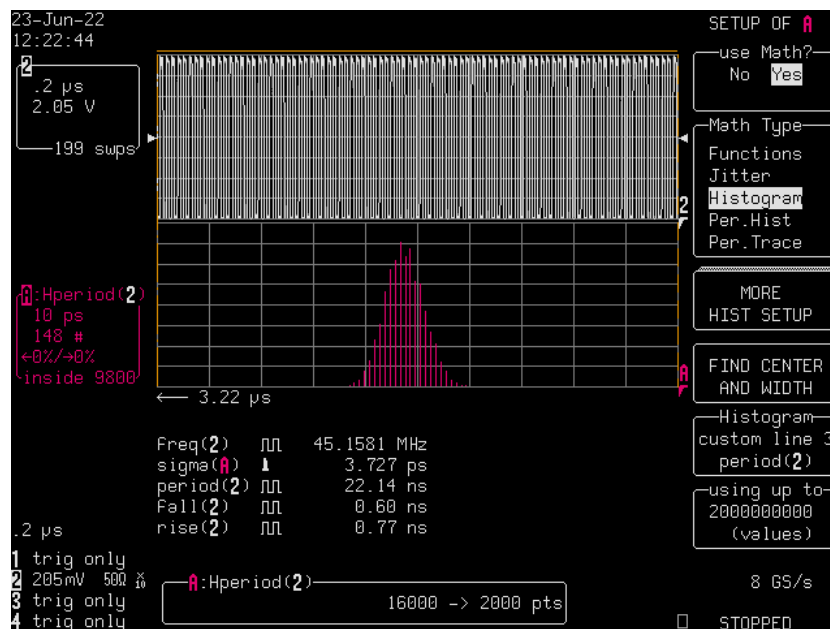 23-Jun-22
12:22:44
2
.2 µs
2.05 V
199 swps
2
A:Hperiod(2)
10 ps
148 #
←0%/→0%
inside 9800
A
← 3.22 µs
Freq(2) 45.1581 MHz
sigma(A) 3.727 ps
period(2) 22.14 ns
Fall(2) 0.60 ns
rise(2) 0.77 ns
.2 µs
1 trig only
2 205mV 50Ω X10
3 trig only
4 trig only
A:Hperiod(2)
16000 -> 2000 pts
SETUP OF A
use Math?
No Yes
Math Type
Functions
Jitter
Histogram
Per.Hist
Per.Trace
MORE
HIST SETUP
FIND CENTER
AND WIDTH
Histogram
custom line 3
period(2)
using up to
2000000000
(values)
8 GS/s
STOPPED